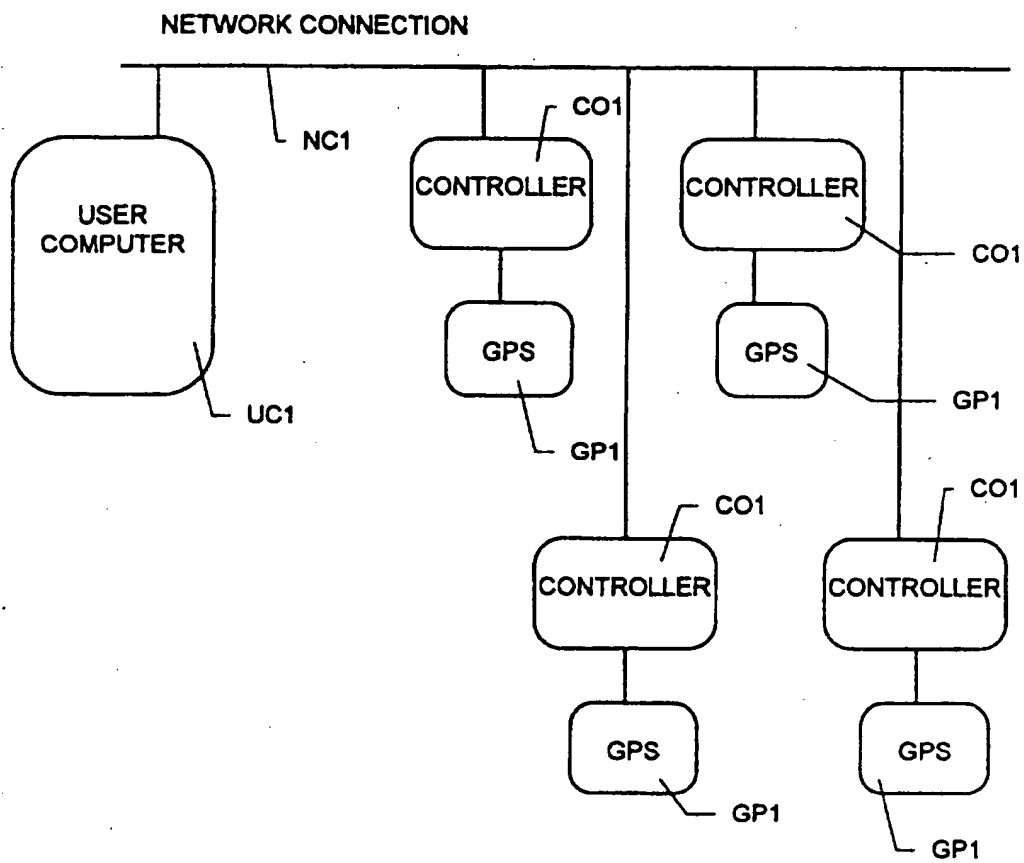 NETWORK CONNECTION
CO1
NC1
CONTROLLER
CONTROLLER
USER
COMPUTER
CO1
GPS
GPS
GP1
UC1
GP1
CO1
CO1
CONTROLLER
CONTROLLER
GPS
GPS
GP1
GP1